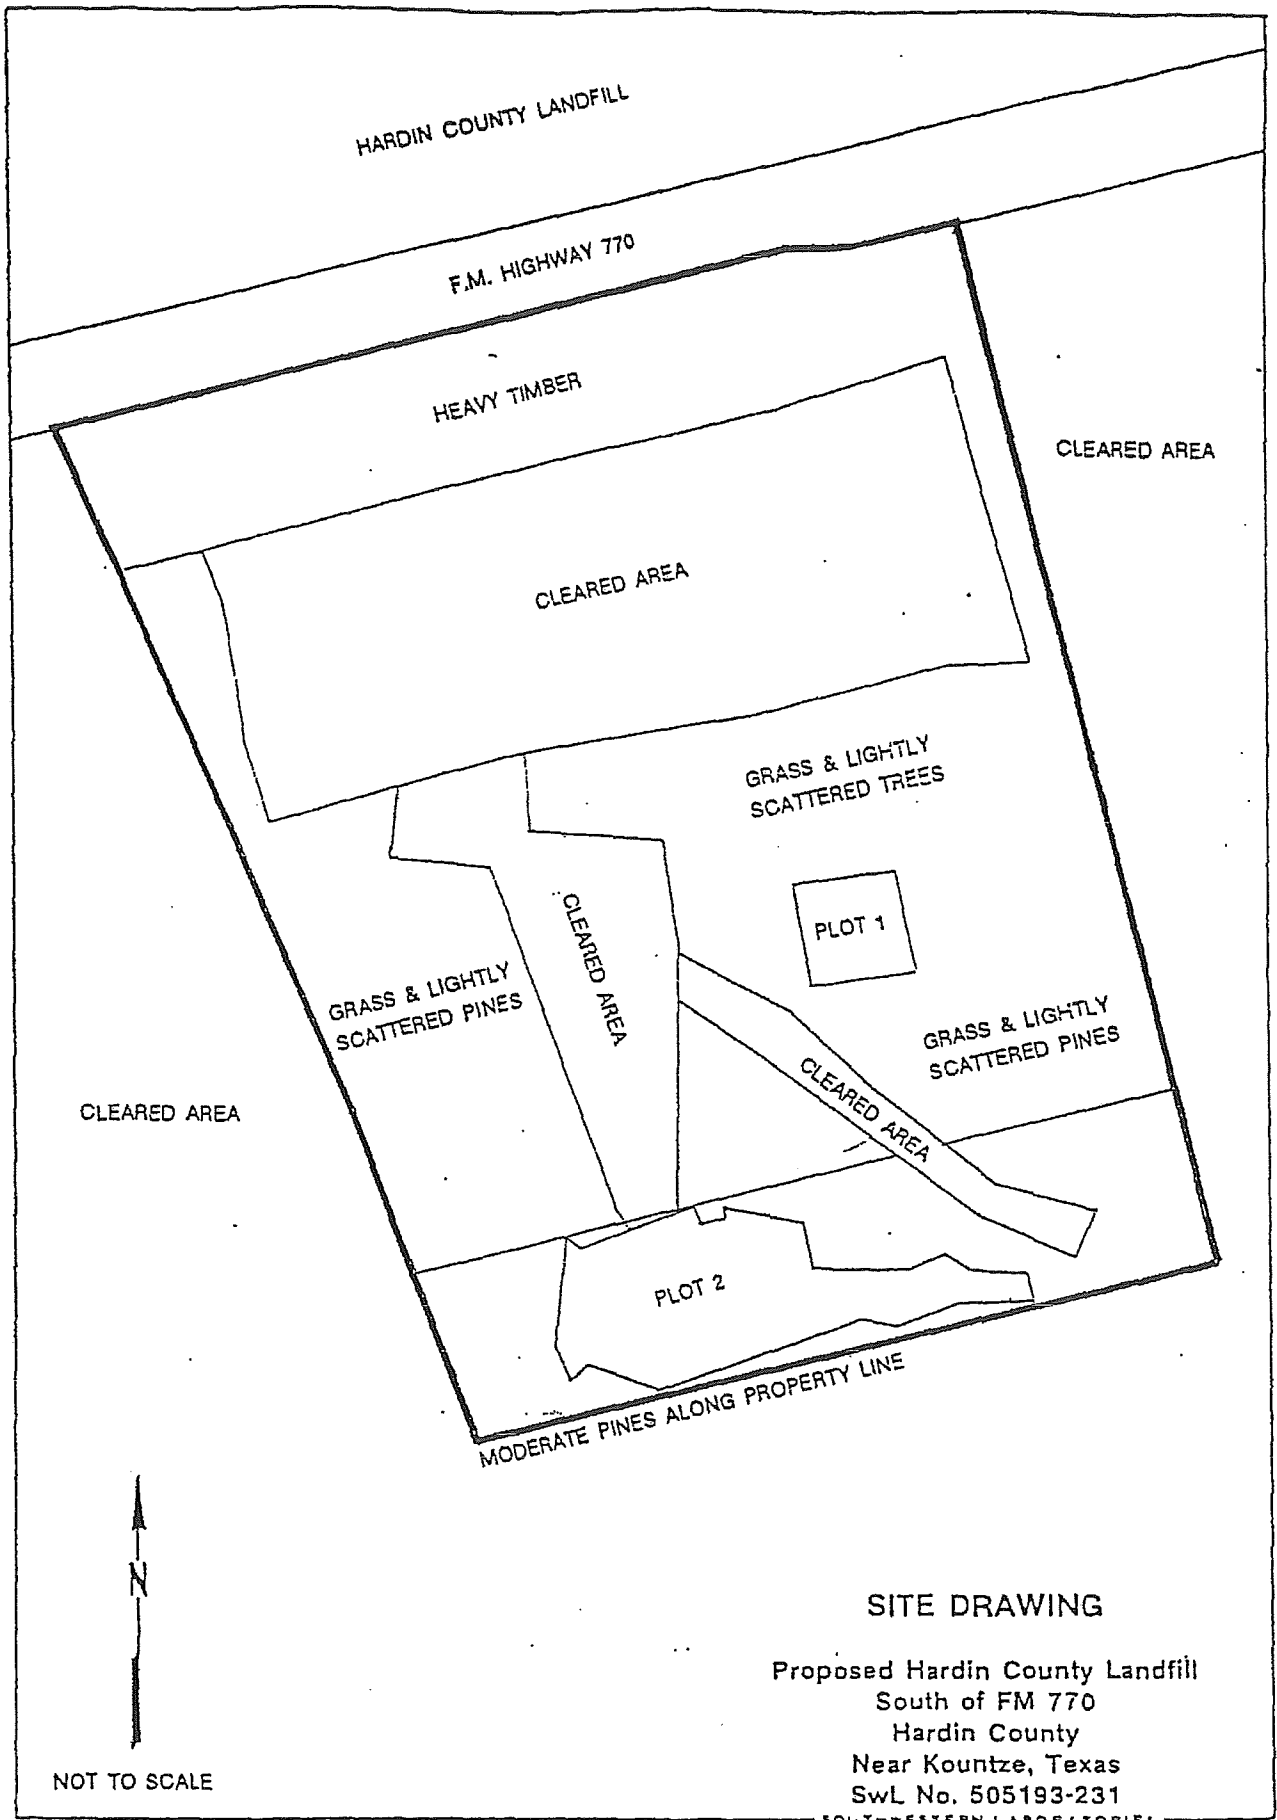 HARDIN COUNTY LANDFILL
F.M. HIGHWAY 770
HEAVY TIMBER
CLEARED AREA
CLEARED AREA
GRASS & LIGHTLY
SCATTERED TREES
PLOT 1
CLEARED AREA
GRASS & LIGHTLY
SCATTERED PINES
GRASS & LIGHTLY
SCATTERED PINES
CLEARED AREA
CLEARED AREA
PLOT 2
MODERATE PINES ALONG PROPERTY LINE
N
NOT TO SCALE
SITE DRAWING
Proposed Hardin County Landfill
South of FM 770
Hardin County
Near Kountze, Texas
SwL No. 505193-231
SOUTHWESTERN LABORATORIES